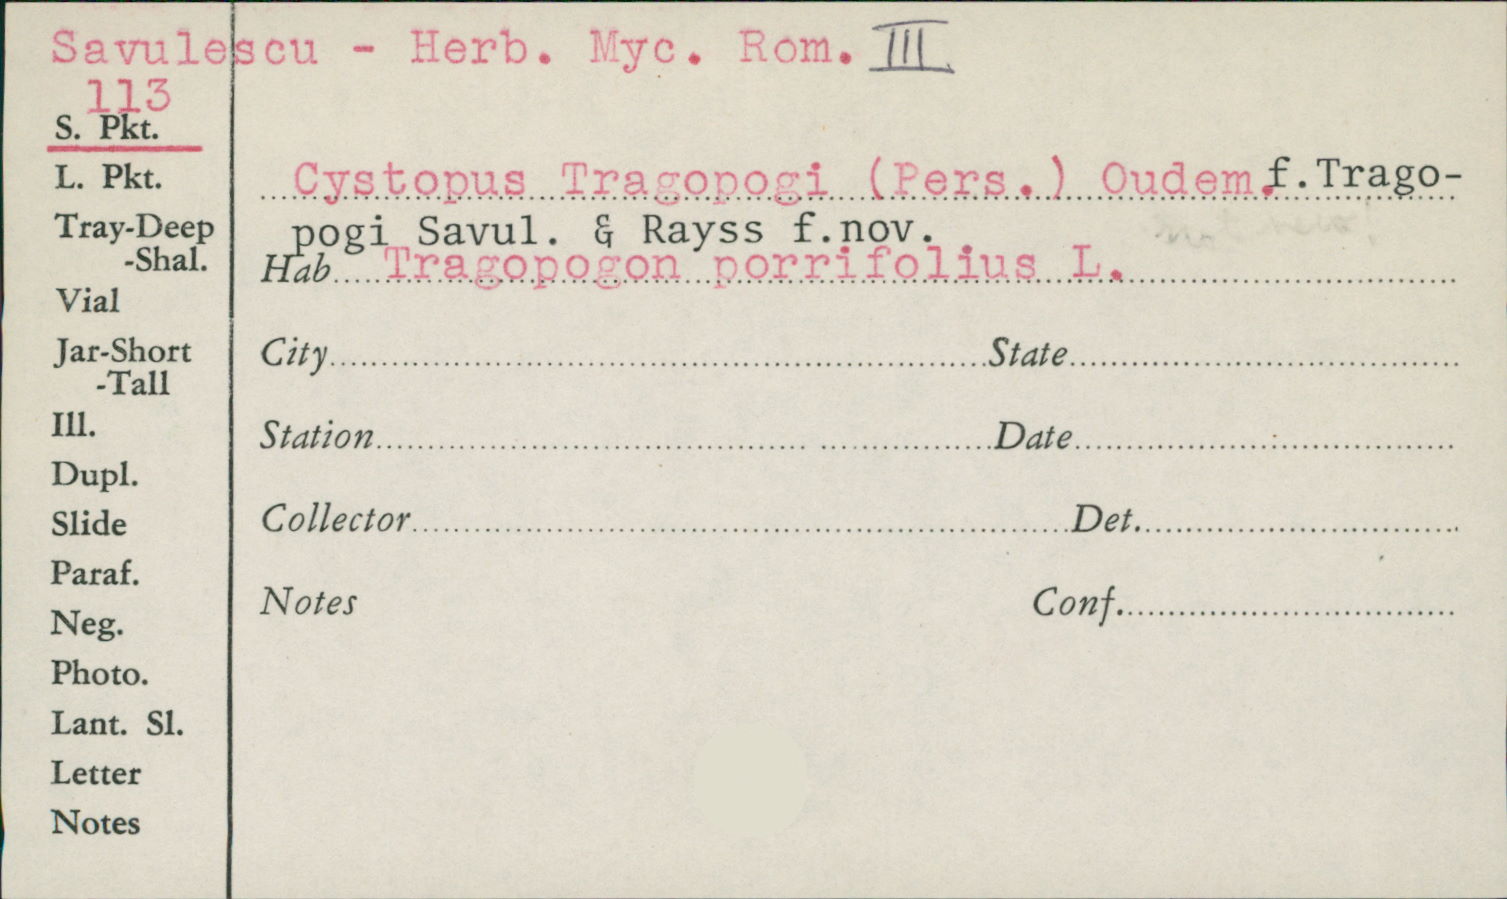 Savulescu - Herb. Myc. Rom. III
113
S. Pkt.
L. Pkt.
Cystopus Tragopogi (Pers.) Oudem.f.Trago-
pogi Savul. & Rayss f.nov.
Tray-Deep
-Shal.
Hab Tragopogon porrifolius L.
Vial
Jar-Short
-Tall
City State
Ill.
Station Date
Dupl.
Slide
Collector Det.
Paraf.
Neg.
Notes Conf.
Photo.
Lant. Sl.
Letter
Notes